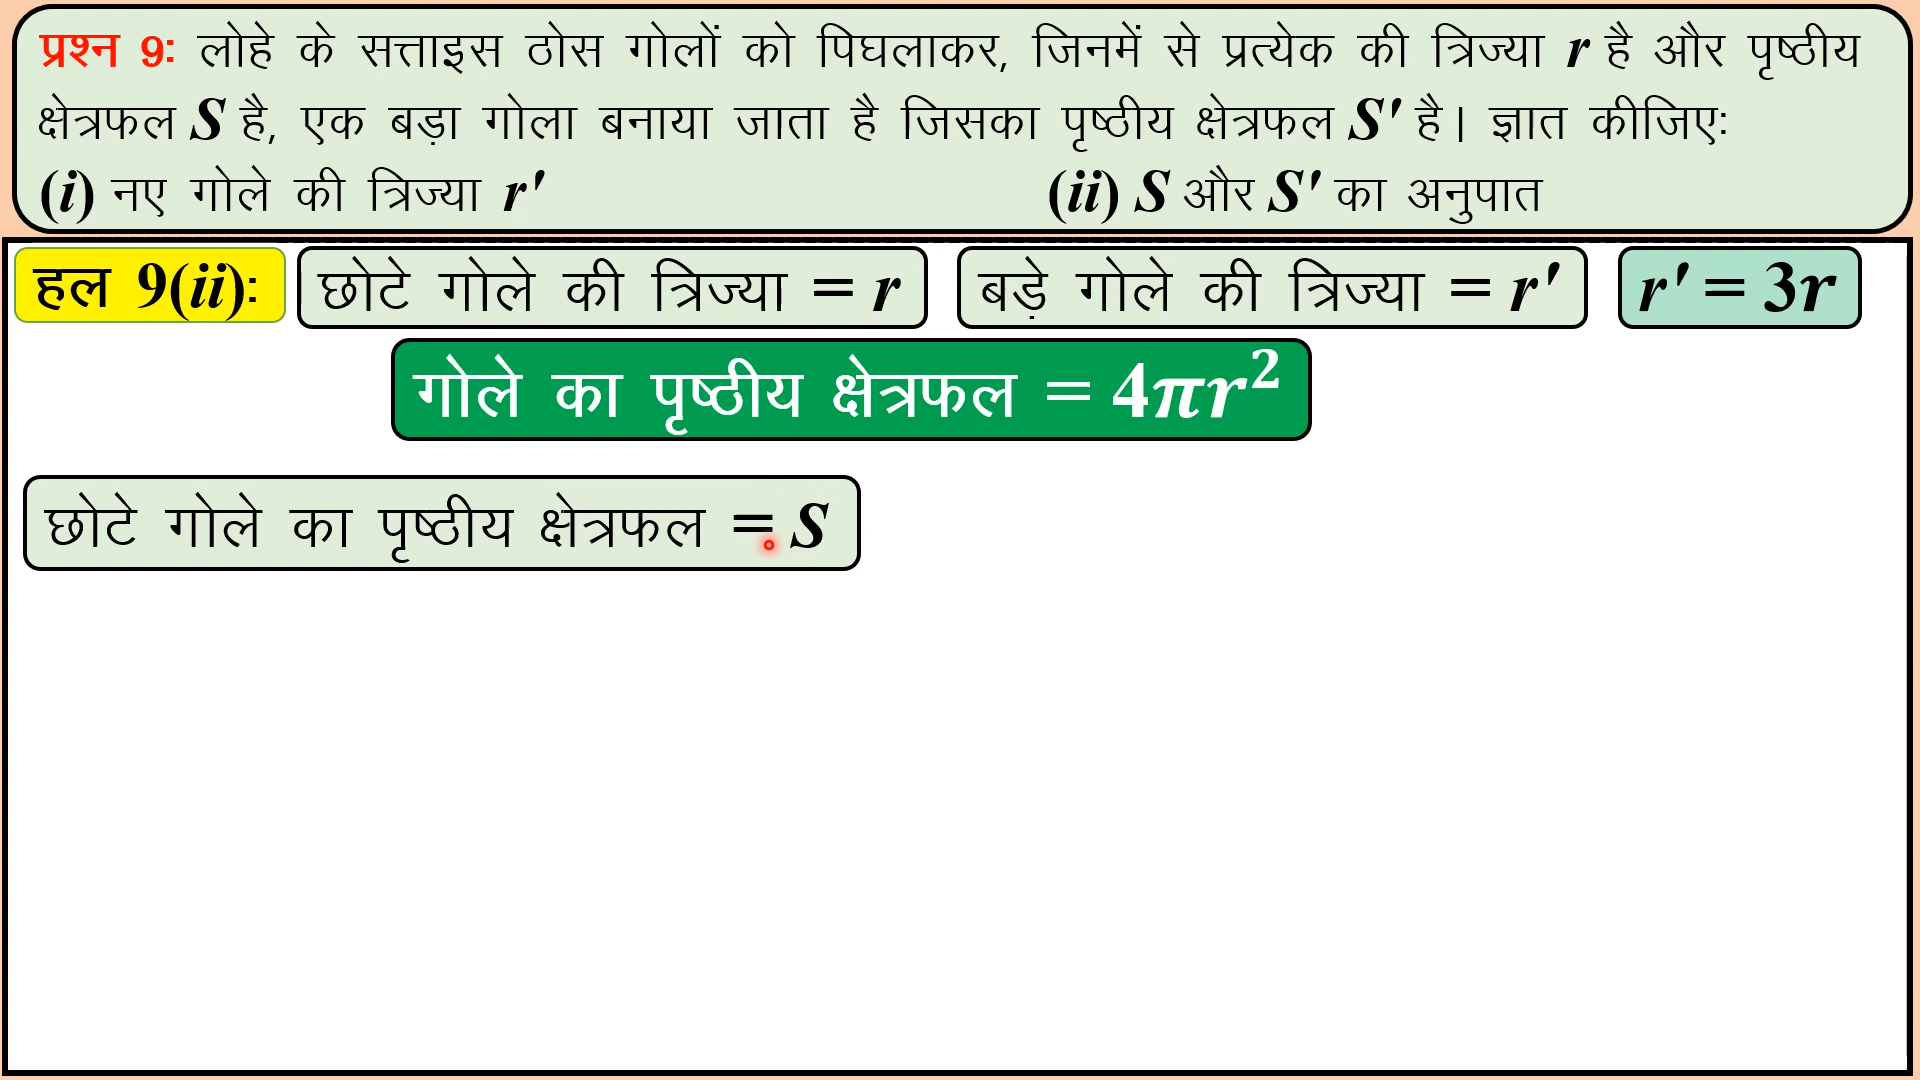 प्रश्न 9: लोहे के सत्ताइस ठोस गोलों को पिघलाकर, जिनमें से प्रत्येक की त्रिज्या r है और पृष्ठीय
क्षेत्रफल S है, एक बड़ा गोला बनाया जाता है जिसका पृष्ठीय क्षेत्रफल S′ है। ज्ञात कीजिए:
(i) नए गोले की त्रिज्या r′ (ii) S और S′ का अनुपात
हल 9(ii): छोटे गोले की त्रिज्या = r बड़े गोले की त्रिज्या = r′ r′ = 3r
गोले का पृष्ठीय क्षेत्रफल = 4πr²
छोटे गोले का पृष्ठीय क्षेत्रफल = S